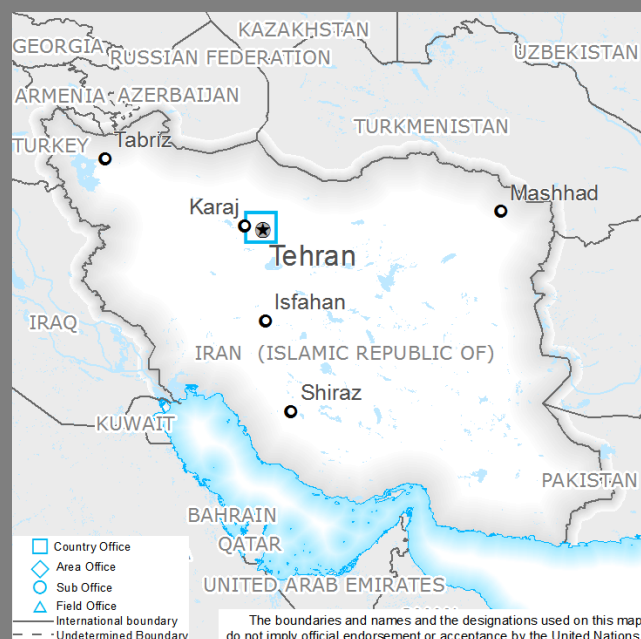 KAZAKHSTAN
GEORGIA
RUSSIAN FEDERATION
UZBEKISTAN
ARMENIA
AZERBAIJAN
TURKMENISTAN
TURKEY
Tabriz
Mashhad
Karaj
Tehran
Isfahan
IRAQ
IRAN (ISLAMIC REPUBLIC OF)
Shiraz
KUWAIT
PAKISTAN
BAHRAIN
QATAR
UNITED ARAB EMIRATES
Country Office
Area Office
Sub Office
Field Office
International boundary
Undetermined Boundary
The boundaries and names and the designations used on this map
do not imply official endorsement or acceptance by the United Nations